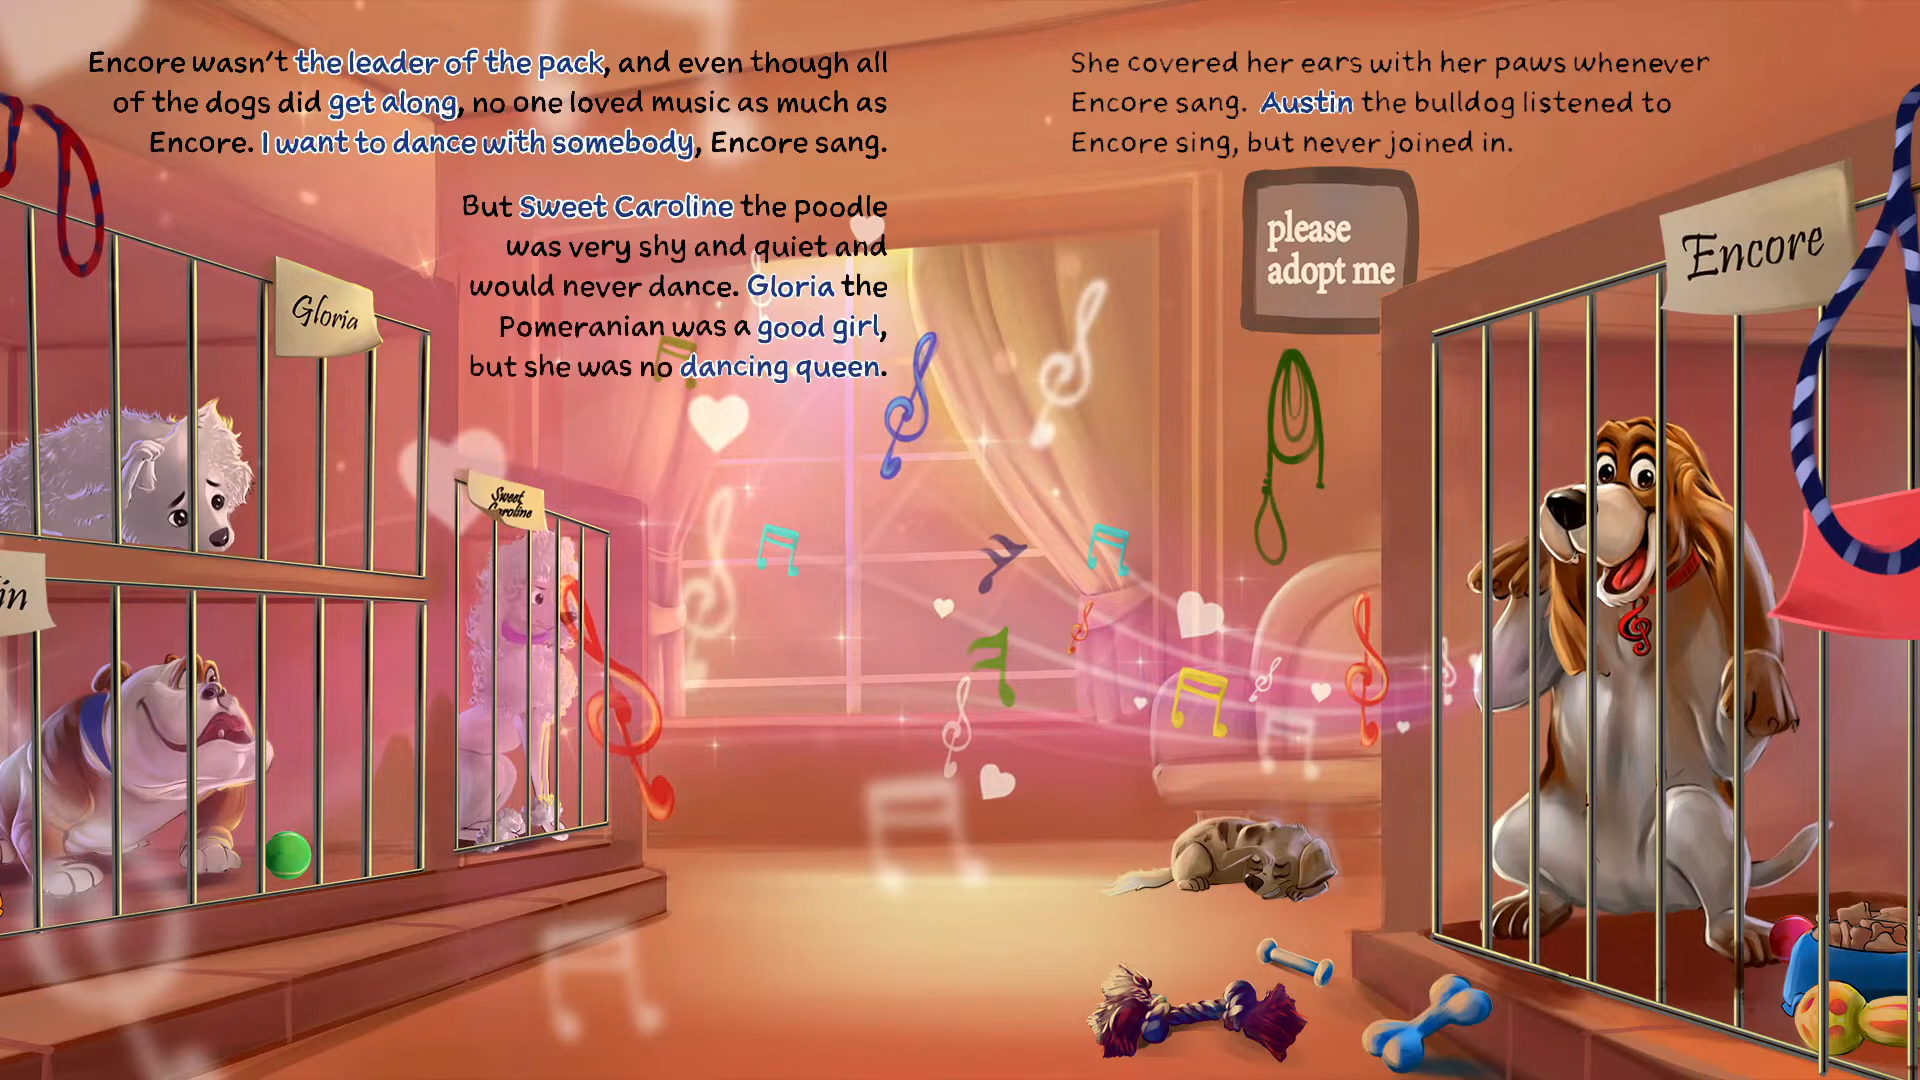 Encore wasn't the leader of the pack, and even though all
of the dogs did get along, no one loved music as much as
Encore. I want to dance with somebody, Encore sang.
But Sweet Caroline the poodle
was very shy and quiet and
would never dance. Gloria the
Pomeranian was a good girl,
but she was no dancing queen.
She covered her ears with her paws whenever
Encore sang. Austin the bulldog listened to
Encore sing, but never joined in.
please
adopt me
Encore
Gloria
Sweet
Caroline
in